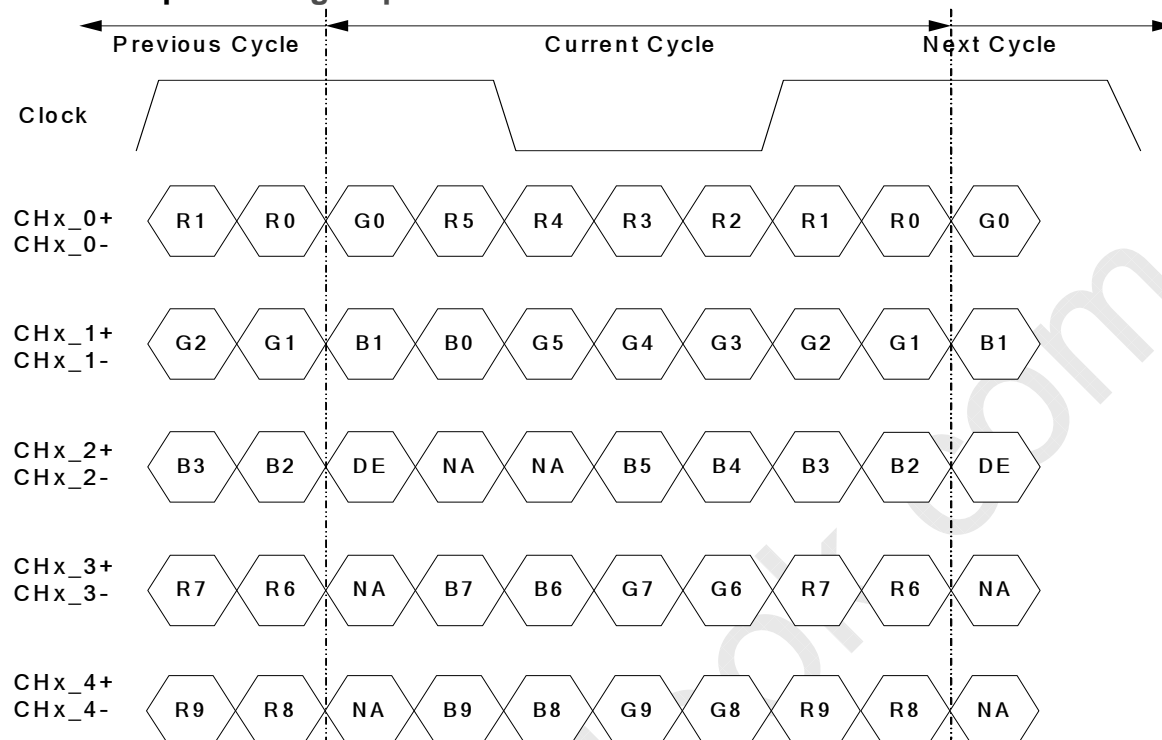 Previous Cycle Current Cycle Next Cycle
Clock
CHx_0+
CHx_0-
R1 R0 G0 R5 R4 R3 R2 R1 R0 G0
CHx_1+
CHx_1-
G2 G1 B1 B0 G5 G4 G3 G2 G1 B1
CHx_2+
CHx_2-
B3 B2 DE NA NA B5 B4 B3 B2 DE
CHx_3+
CHx_3-
R7 R6 NA B7 B6 G7 G6 R7 R6 NA
CHx_4+
CHx_4-
R9 R8 NA B9 B8 G9 G8 R9 R8 NA